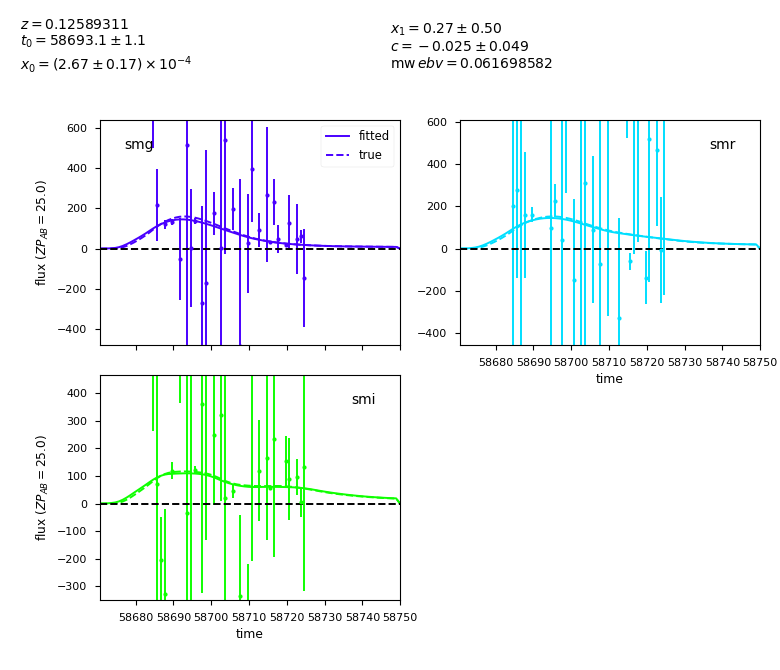 z = 0.12589311
t₀ = 58693.1 ± 1.1
x₀ = (2.67 ± 0.17) × 10⁻⁴
x₁ = 0.27 ± 0.50
c = −0.025 ± 0.049
mw ebv = 0.061698582
smg
fitted
true
600
400
200
0
−200
−400
flux (ZP_AB = 25.0)
smr
600
400
200
0
−200
−400
58680 58690 58700 58710 58720 58730 58740 58750
time
smi
400
300
200
100
0
−100
−200
−300
flux (ZP_AB = 25.0)
58680 58690 58700 58710 58720 58730 58740 58750
time